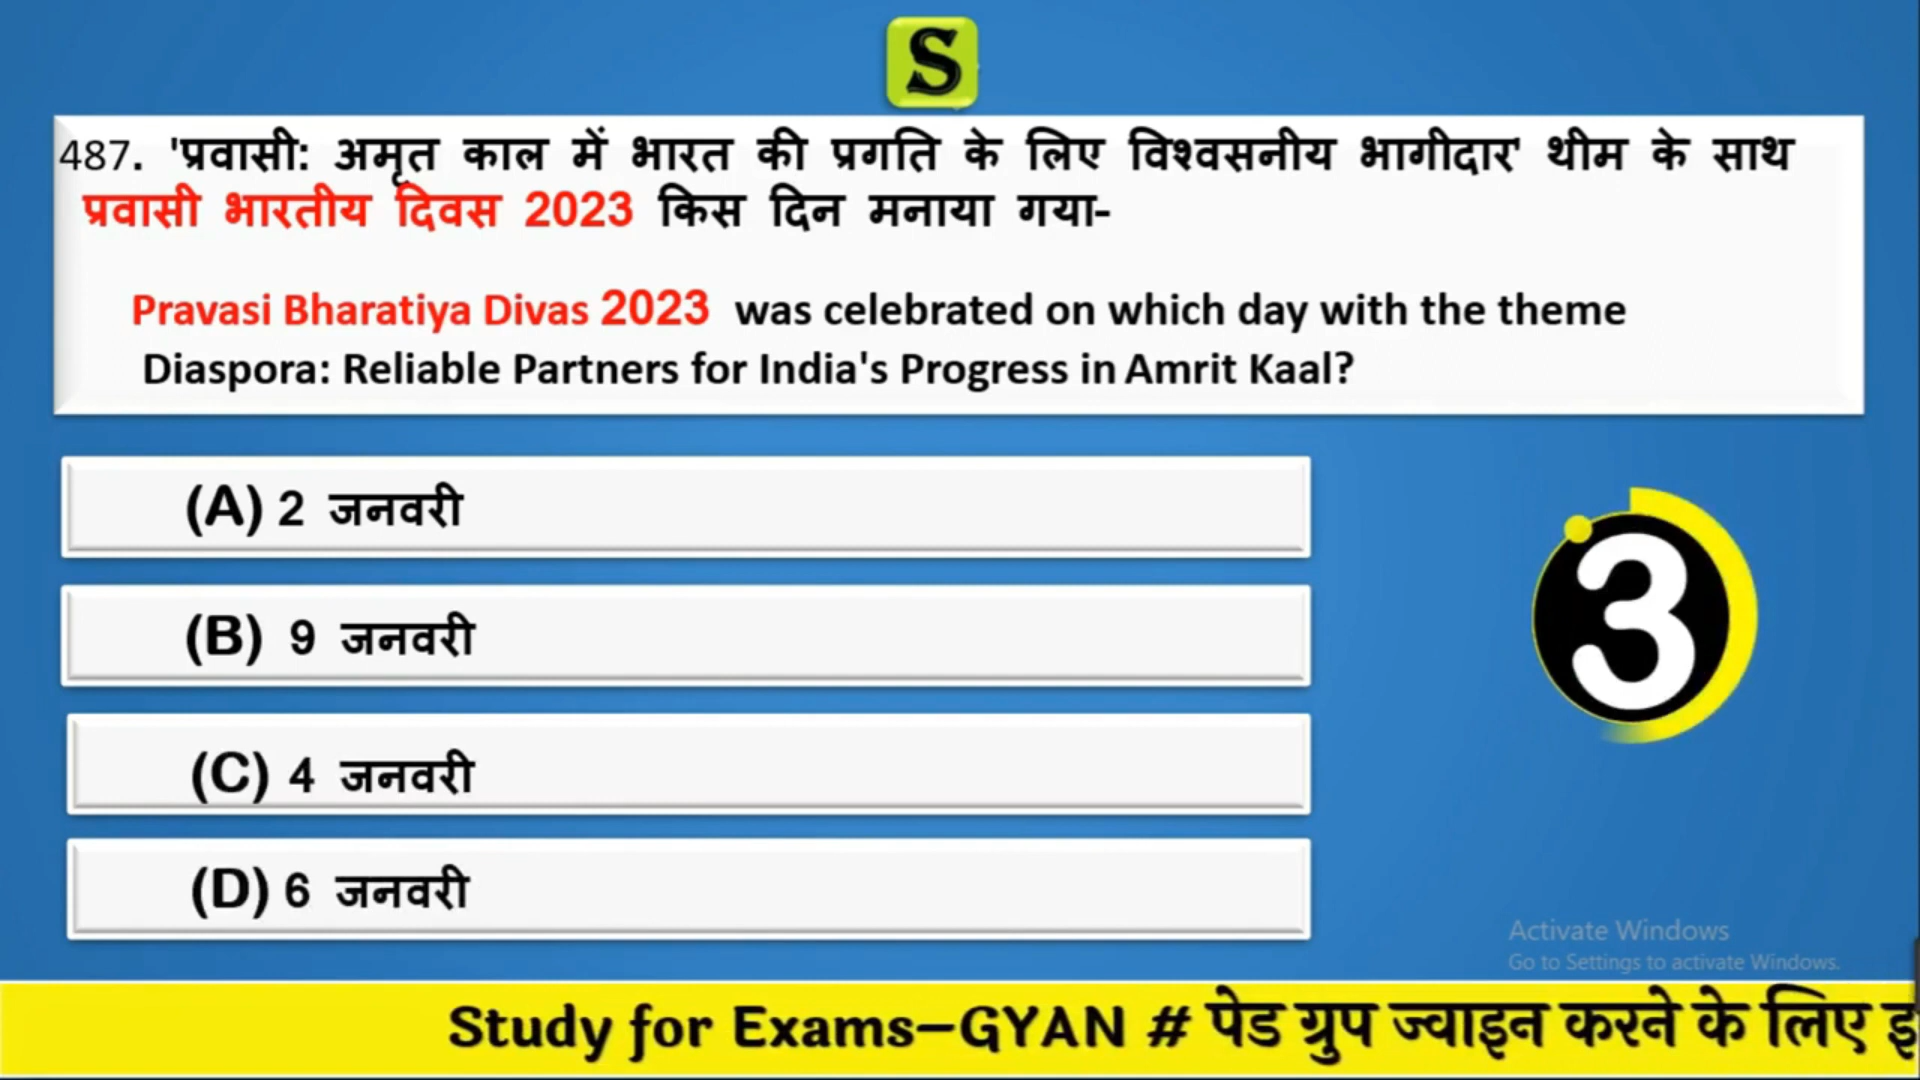 S
487. 'प्रवासी: अमृत काल में भारत की प्रगति के लिए विश्वसनीय भागीदार' थीम के साथ
प्रवासी भारतीय दिवस 2023 किस दिन मनाया गया-
Pravasi Bharatiya Divas 2023 was celebrated on which day with the theme
Diaspora: Reliable Partners for India's Progress in Amrit Kaal?
(A) 2 जनवरी
(B) 9 जनवरी
(C) 4 जनवरी
(D) 6 जनवरी
3
Activate Windows
Go to Settings to activate Windows.
Study for Exams–GYAN # पेड ग्रुप ज्वाइन करने के लिए